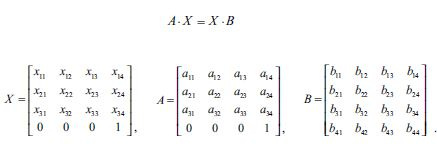 A · X = X · B
X = [x11 x12 x13 x14; x21 x22 x23 x24; x31 x32 x33 x34; 0 0 0 1], A = [a11 a12 a13 a14; a21 a22 a23 a24; a31 a32 a33 a34; 0 0 0 1], B = [b11 b12 b13 b14; b21 b22 b23 b24; b31 b32 b33 b34; b41 b42 b43 b44].